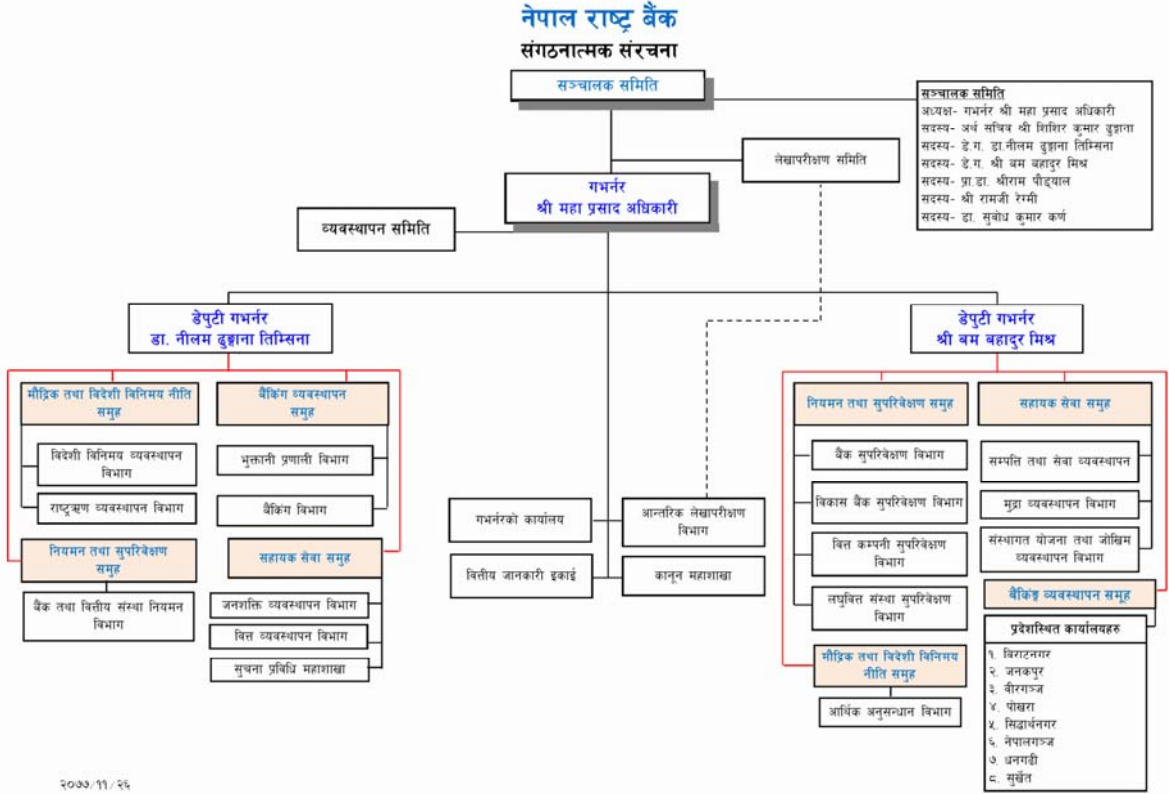 नेपाल राष्ट्र बैंक
संगठनात्मक संरचना
सञ्चालक समिति
सञ्चालक समिति
अध्यक्ष- गभर्नर श्री महा प्रसाद अधिकारी
सदस्य- अर्थ सचिव श्री शिशिर कुमार ढुङ्गाना
सदस्य- डे.ग. डा.नीलम ढुङ्गाना तिम्सिना
सदस्य- डे.ग. श्री बम बहादुर मिश्र
सदस्य- प्रा.डा. श्रीराम पौड्याल
सदस्य- श्री रामजी रेग्मी
सदस्य- डा. सुबोध कुमार कर्ण
लेखापरीक्षण समिति
गभर्नर
श्री महा प्रसाद अधिकारी
व्यवस्थापन समिति
डेपुटी गभर्नर
डा. नीलम ढुङ्गाना तिम्सिना
डेपुटी गभर्नर
श्री बम बहादुर मिश्र
मौद्रिक तथा विदेशी विनिमय नीति
समुह
विदेशी विनिमय व्यवस्थापन
विभाग
राष्ट्रऋण व्यवस्थापन विभाग
नियमन तथा सुपरिवेक्षण
समुह
बैंक तथा वित्तीय संस्था नियमन
विभाग
बैंकिंग व्यवस्थापन
समुह
भुक्तानी प्रणाली विभाग
बैंकिंग विभाग
सहायक सेवा समुह
जनशक्ति व्यवस्थापन विभाग
वित्त व्यवस्थापन विभाग
सुचना प्रविधि महाशाखा
गभर्नरको कार्यालय
आन्तरिक लेखापरीक्षण
विभाग
वित्तीय जानकारी इकाई
कानून महाशाखा
नियमन तथा सुपरिवेक्षण समुह
बैंक सुपरिवेक्षण विभाग
विकास बैंक सुपरिवेक्षण विभाग
वित्त कम्पनी सुपरिवेक्षण
विभाग
लघुवित्त संस्था सुपरिवेक्षण
विभाग
मौद्रिक तथा विदेशी विनिमय
नीति समुह
आर्थिक अनुसन्धान विभाग
सहायक सेवा समुह
सम्पत्ति तथा सेवा व्यवस्थापन
मुद्रा व्यवस्थापन विभाग
संस्थागत योजना तथा जोखिम
व्यवस्थापन विभाग
बैंकिङ्ग व्यवस्थापन समूह
प्रदेशस्थित कार्यालयहरु
१. बिराटनगर
२. जनकपुर
३. वीरगञ्ज
४. पोखरा
५. सिद्धार्थनगर
६. नेपालगञ्ज
७. धनगढी
८. सुर्खेत
२०७७/११/२६